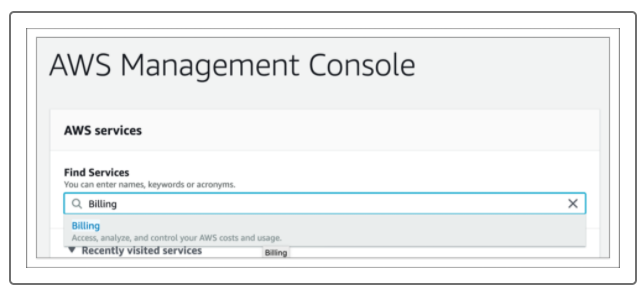 AWS Management Console
AWS services
Find Services
You can enter names, keywords or acronyms.
Billing
Billing
Access, analyze, and control your AWS costs and usage.
▼ Recently visited services
Billing